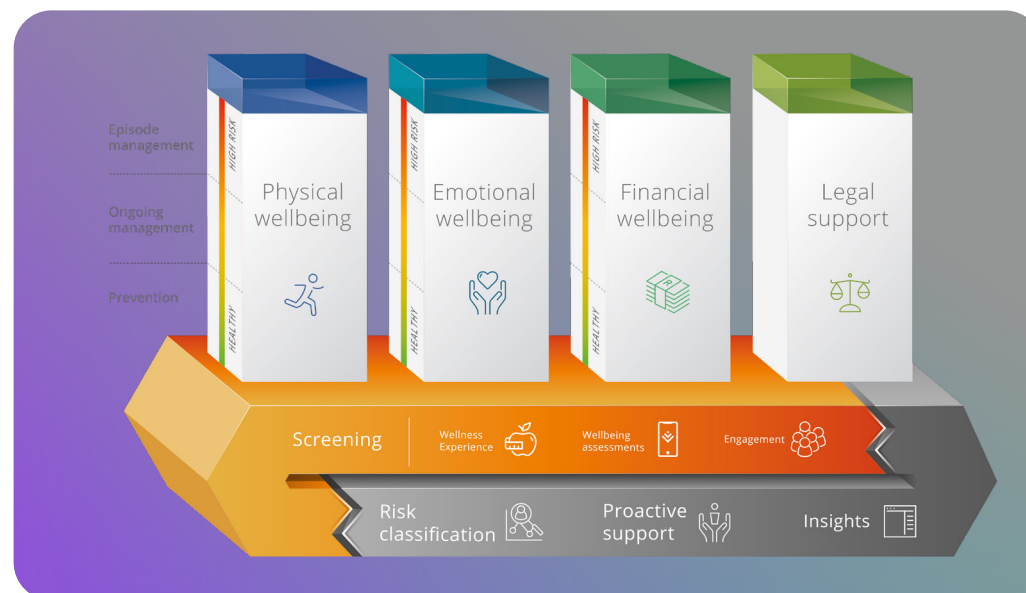 Episode
management
Ongoing
management
Prevention
HIGH RISK
HEALTHY
Physical
wellbeing
HIGH RISK
HEALTHY
Emotional
wellbeing
HIGH RISK
HEALTHY
Financial
wellbeing
R
Legal
support
Screening
Wellness
Experience
Wellbeing
assessments
Engagement
Risk
classification
Proactive
support
Insights